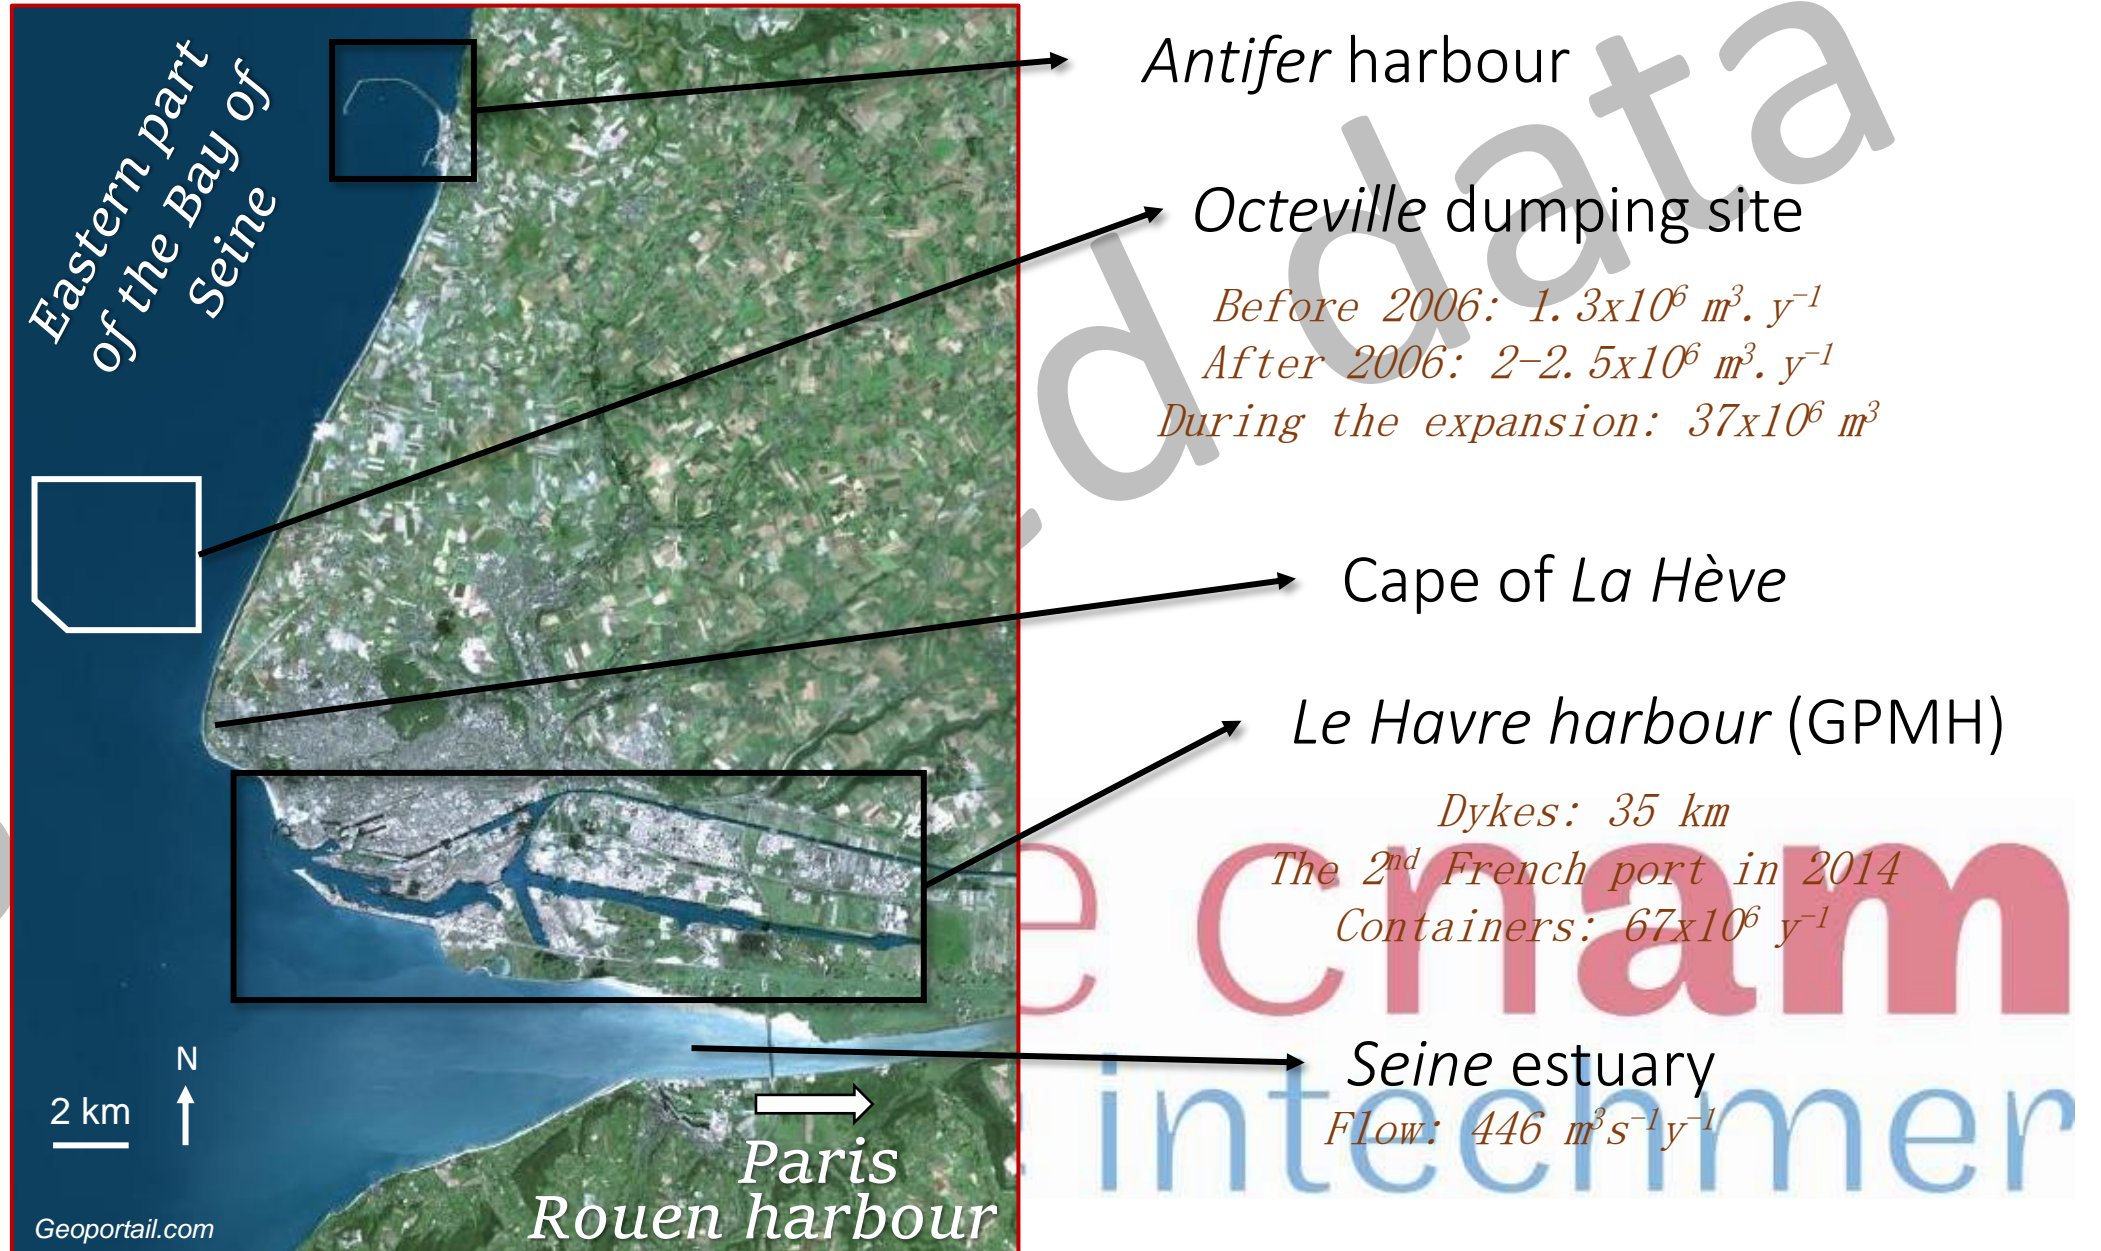 Eastern part
of the Bay of
Seine
Antifer harbour
Octeville dumping site
Before 2006: 1.3x10⁶ m³.y⁻¹
After 2006: 2-2.5x10⁶ m³.y⁻¹
During the expansion: 37x10⁶ m³
Cape of La Hève
Le Havre harbour (GPMH)
Dykes: 35 km
The 2nd French port in 2014
Containers: 67x10⁶ y⁻¹
Seine estuary
Flow: 446 m³s⁻¹y⁻¹
N
2 km
Paris
Rouen harbour
Geoportail.com
d data
e cnam
intechmer